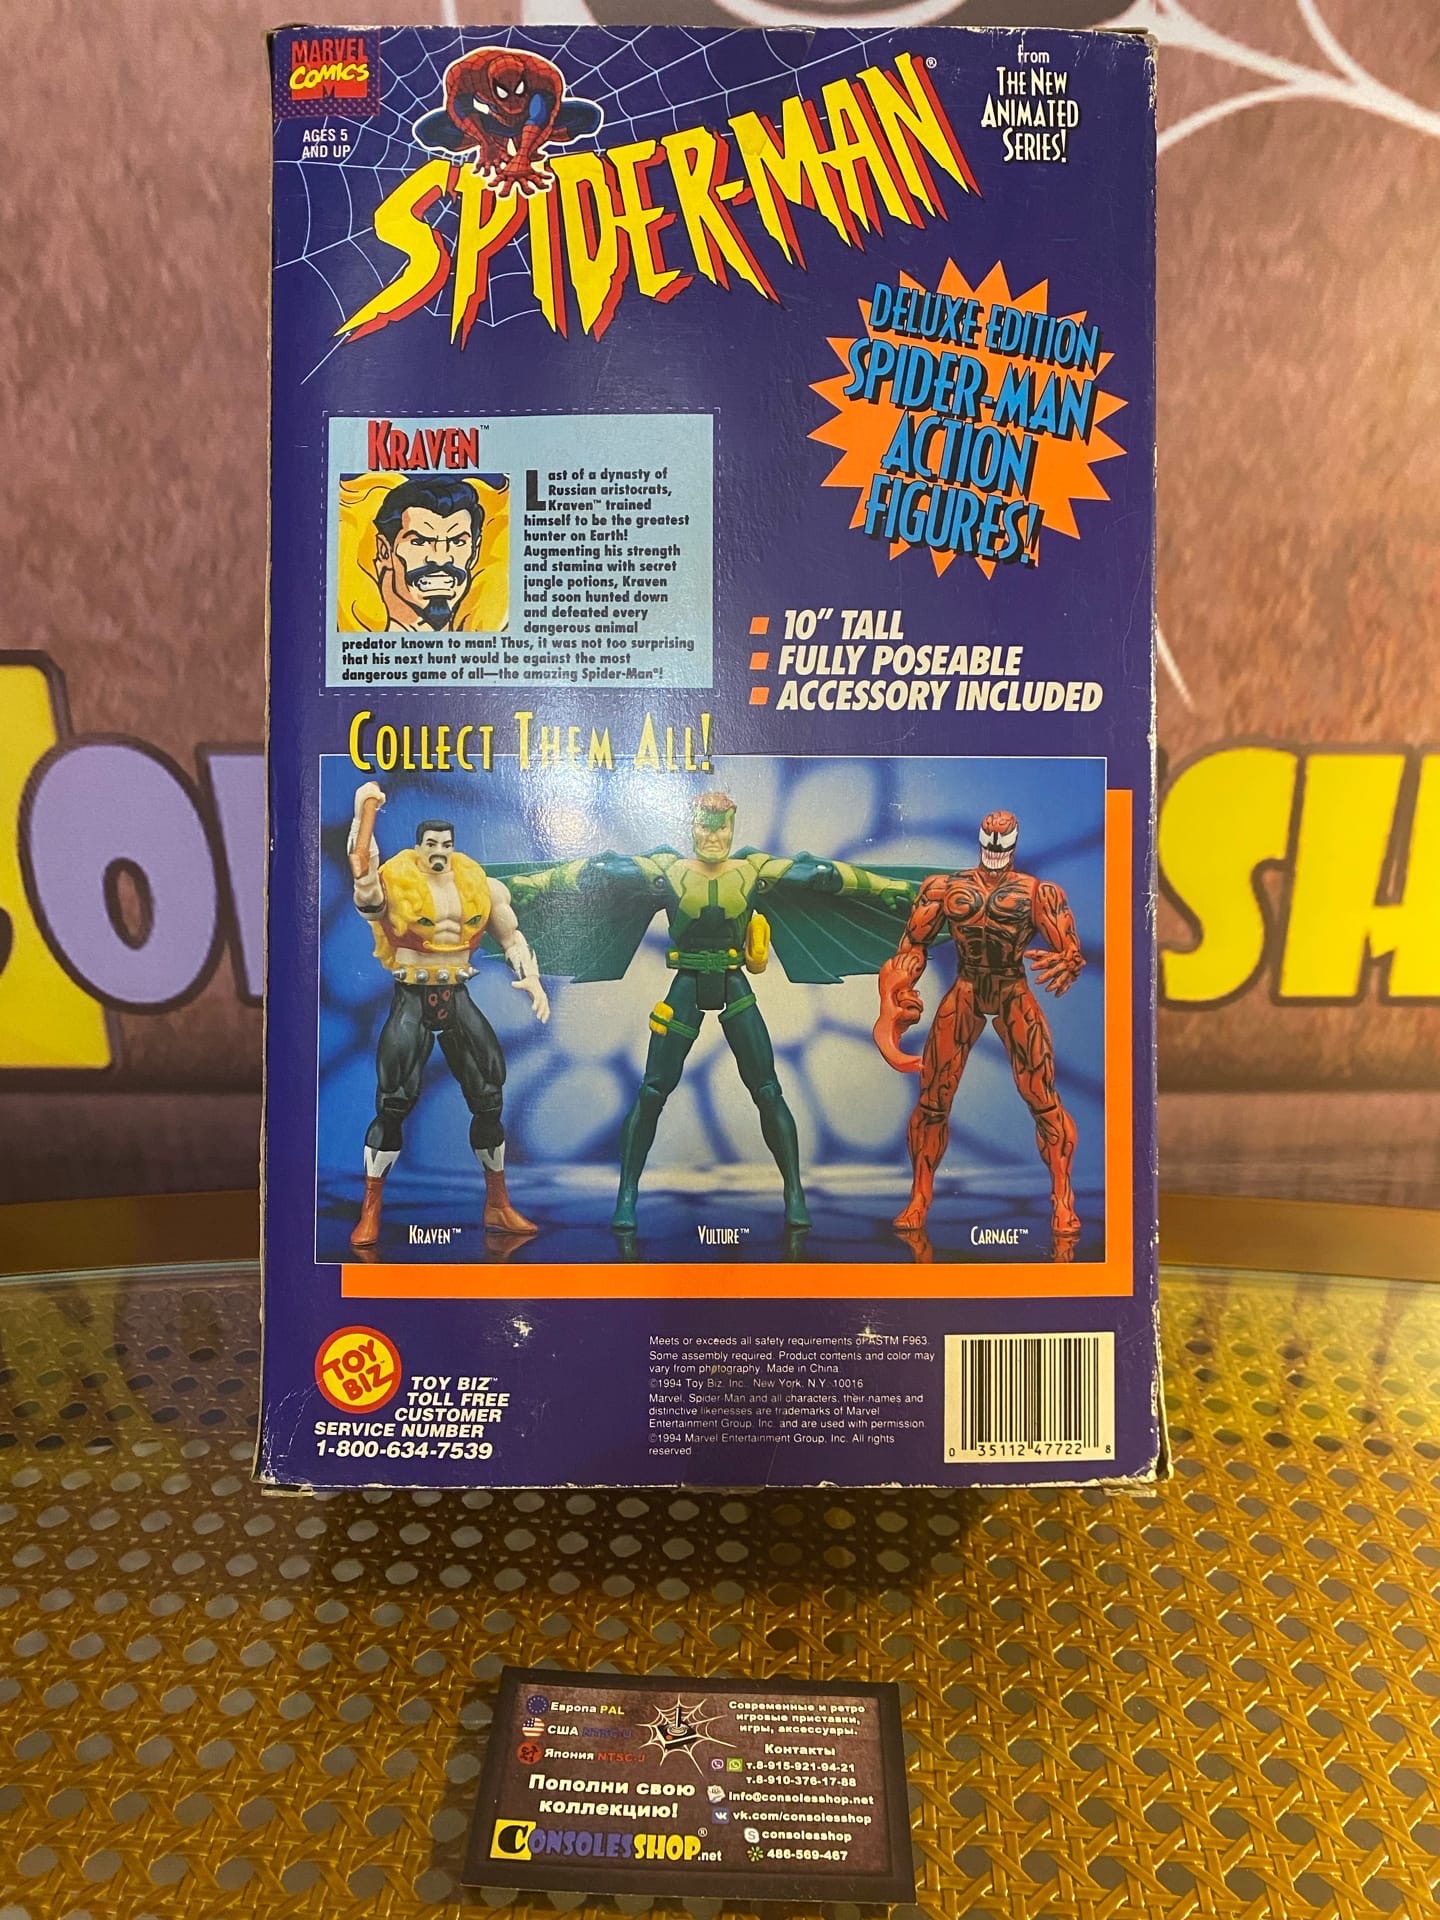 MARVEL
COMICS
AGES 5
AND UP
SPIDER-MAN®
from
THE NEW
ANIMATED
SERIES!
DELUXE EDITION
SPIDER-MAN
ACTION
FIGURES!
KRAVEN™
Last of a dynasty of
Russian aristocrats,
Kraven™ trained
himself to be the greatest
hunter on Earth!
Augmenting his strength
and stamina with secret
jungle potions, Kraven
had soon hunted down
and defeated every
dangerous animal
predator known to man! Thus, it was not too surprising
that his next hunt would be against the most
dangerous game of all—the amazing Spider-Man®!
10" TALL
FULLY POSEABLE
ACCESSORY INCLUDED
COLLECT THEM ALL!
KRAVEN™
VULTURE™
CARNAGE™
TOY
BIZ
TOY BIZ™
TOLL FREE
CUSTOMER
SERVICE NUMBER
1-800-634-7539
Meets or exceeds all safety requirements of ASTM F963.
Some assembly required. Product contents and color may
vary from photography. Made in China.
©1994 Toy Biz, Inc., New York, N.Y. 10016
Marvel, Spider-Man and all characters, their names and
distinctive likenesses are trademarks of Marvel
Entertainment Group, Inc. and are used with permission.
©1994 Marvel Entertainment Group, Inc. All rights
reserved
0 35112 47722 8
SH
Европа PAL
США NTSC-U
Япония NTSC-J
Пополни свою
коллекцию!
CONSOLESSHOP®.net
Современные и ретро
игровые приставки,
игры, аксессуары.
Контакты
т.8-915-921-94-21
т.8-910-376-17-88
info@consolesshop.net
vk.com/consolesshop
consolesshop
486-569-467